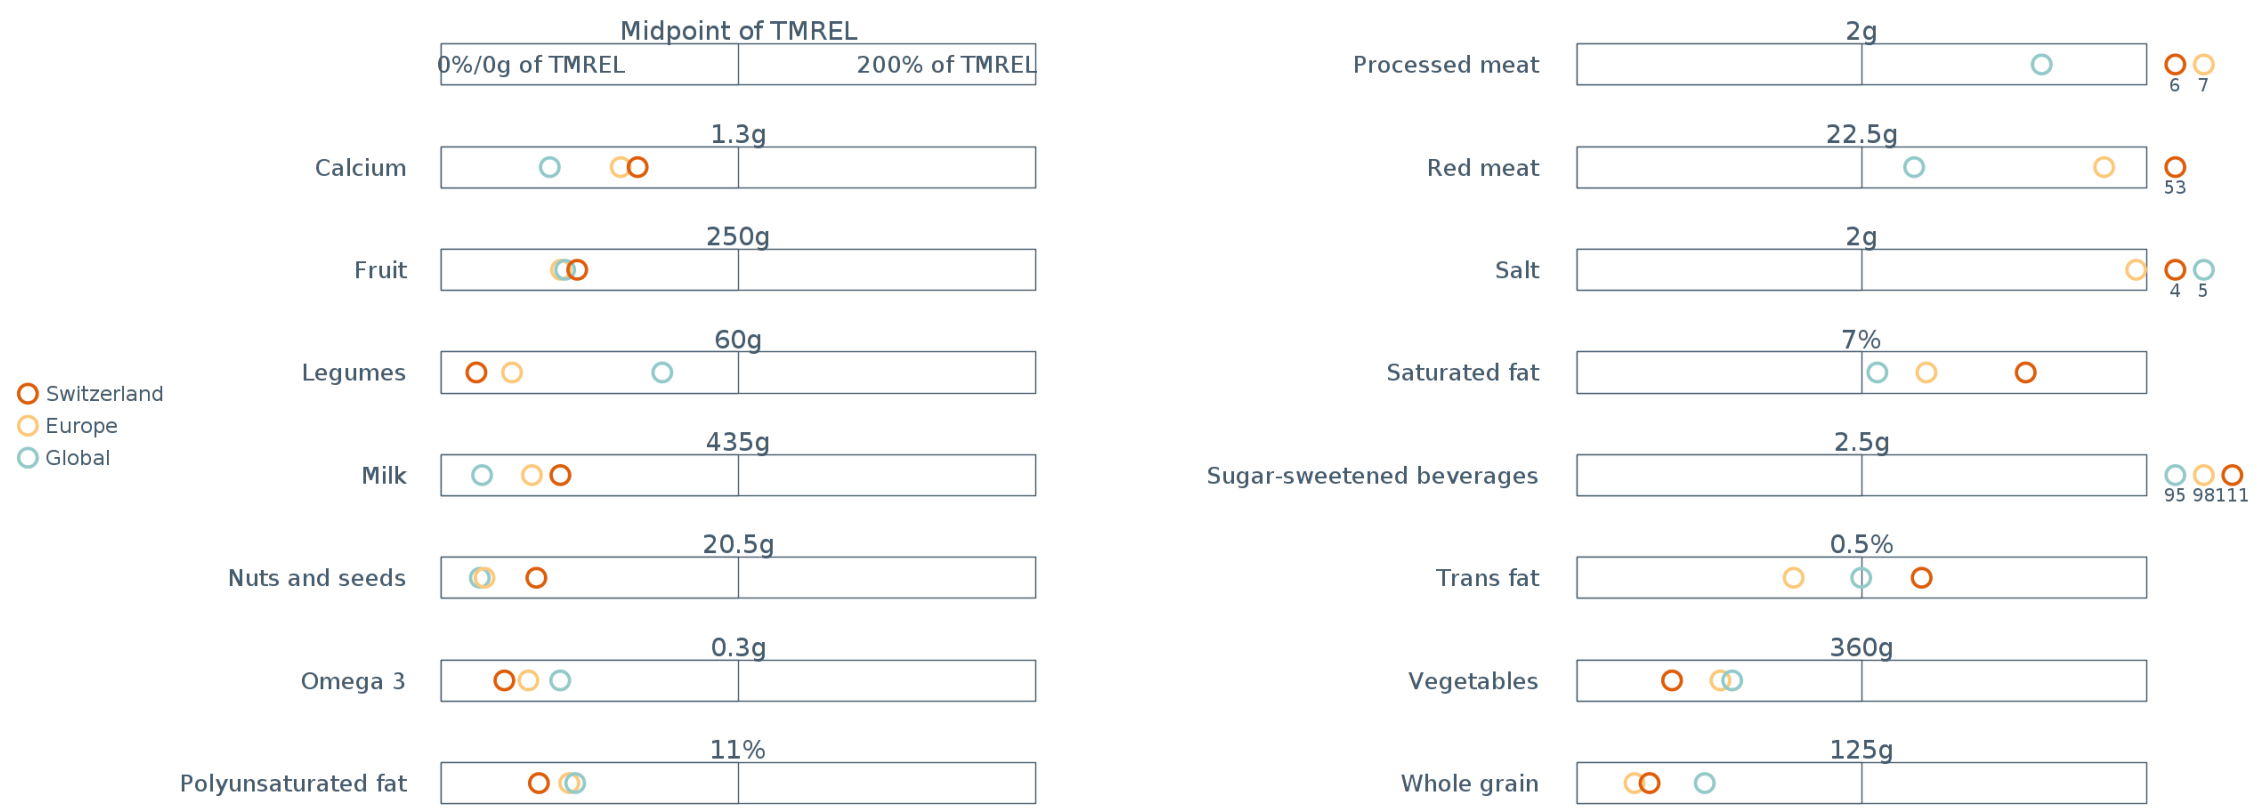 Midpoint of TMREL
0%/0g of TMREL 200% of TMREL
1.3g
Calcium
250g
Fruit
60g
Legumes
435g
Milk
20.5g
Nuts and seeds
0.3g
Omega 3
11%
Polyunsaturated fat
Switzerland
Europe
Global
2g
Processed meat
6 7
22.5g
Red meat
53
2g
Salt
4 5
7%
Saturated fat
2.5g
Sugar-sweetened beverages
95 98 111
0.5%
Trans fat
360g
Vegetables
125g
Whole grain